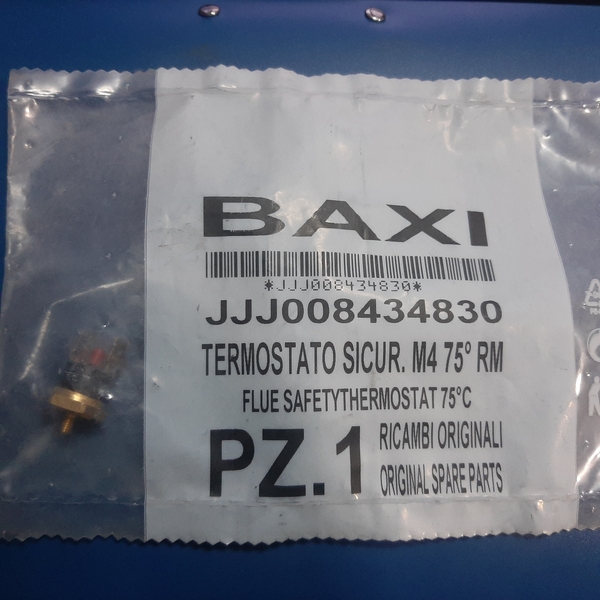 BAXI
*JJJ008434830*
JJJ008434830
TERMOSTATO SICUR. M4 75° RM
FLUE SAFETYTHERMOSTAT 75°C
PZ.1
RICAMBI ORIGINALI
ORIGINAL SPARE PARTS